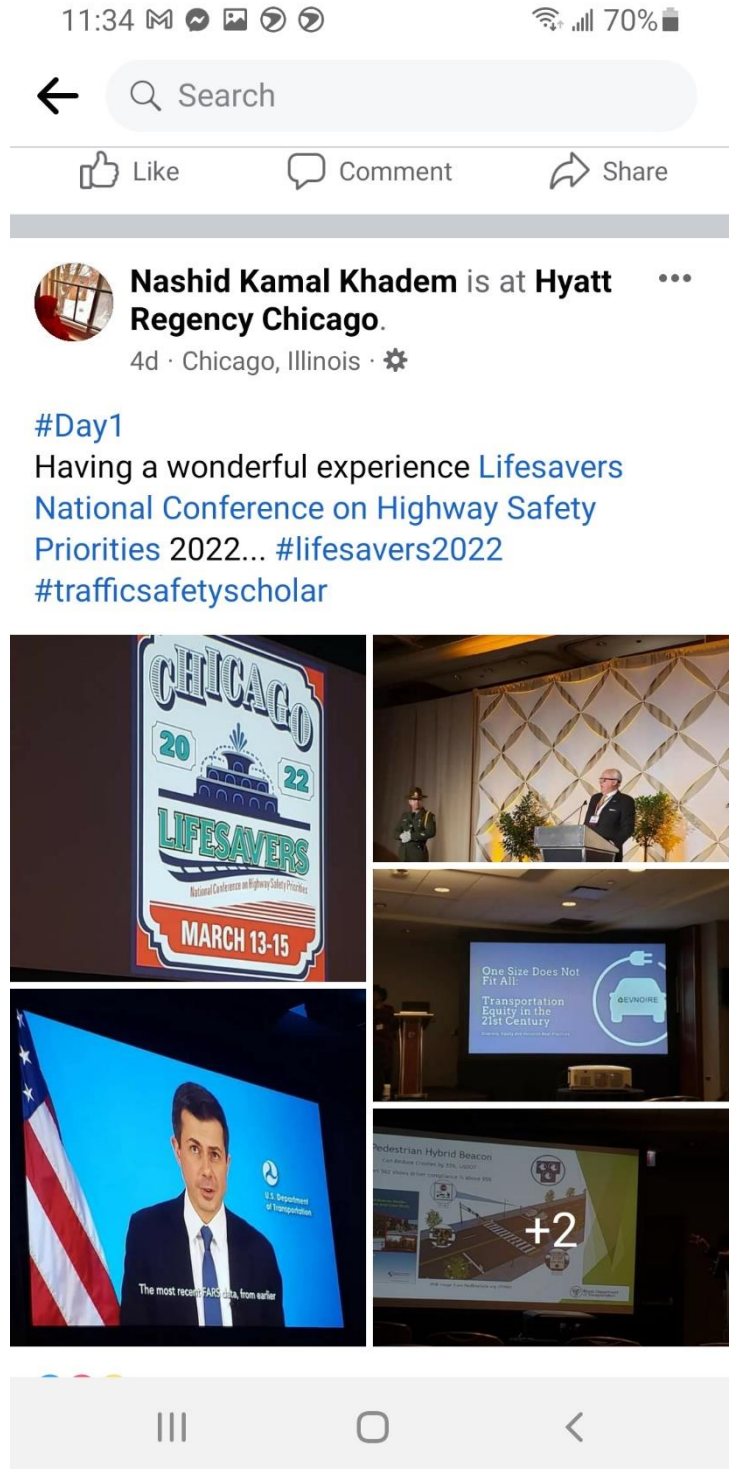 11:34
70%
Search
Like
Comment
Share
Nashid Kamal Khadem is at Hyatt
Regency Chicago.
4d · Chicago, Illinois ·
#Day1
Having a wonderful experience Lifesavers
National Conference on Highway Safety
Priorities 2022... #lifesavers2022
#trafficsafetyscholar
CHICAGO
20
22
LIFESAVERS
National Conference on Highway Safety Priorities
MARCH 13-15
One Size Does Not
Fit All:
Transportation
Equity in the
21st Century
EVNOIRE
U.S. Department
of Transportation
The most recent FARS data, from earlier
Pedestrian Hybrid Beacon
+2